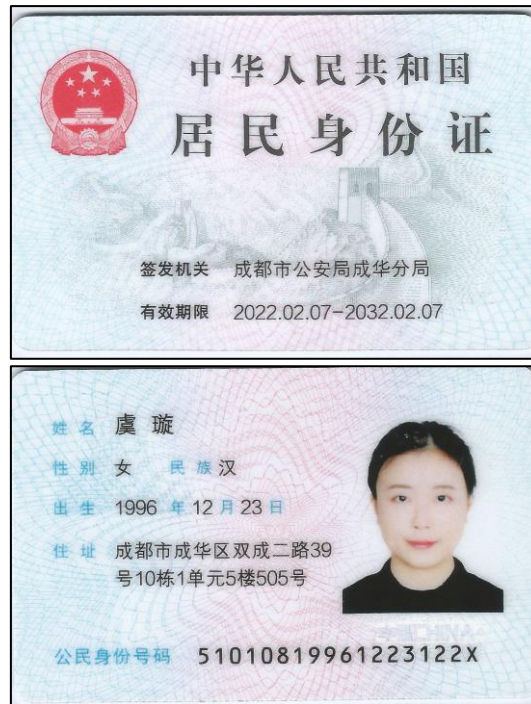 中华人民共和国
居民身份证
签发机关 成都市公安局成华分局
有效期限 2022.02.07-2032.02.07
姓名 虞璇
性别 女 民族 汉
出生 1996 年 12 月 23 日
住址 成都市成华区双成二路39
号10栋1单元5楼505号
公民身份号码 51010819961223122X